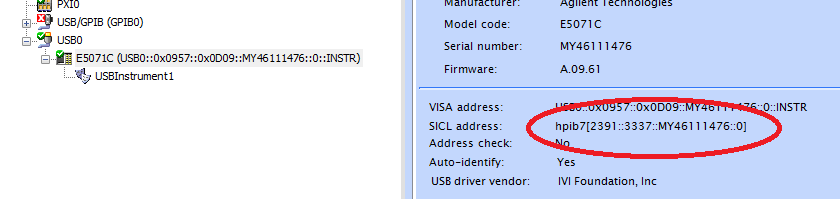 PXI0
USB/GPIB (GPIB0)
USB0
E5071C (USB0::0x0957::0x0D09::MY46111476::0::INSTR)
USBInstrument1
Manufacturer: Agilent Technologies
Model code: E5071C
Serial number: MY46111476
Firmware: A.09.61
VISA address: USB0::0x0957::0x0D09::MY46111476::0::INSTR
SICL address: hpib7[2391::3337::MY46111476::0]
Address check: No
Auto-identify: Yes
USB driver vendor: IVI Foundation, Inc